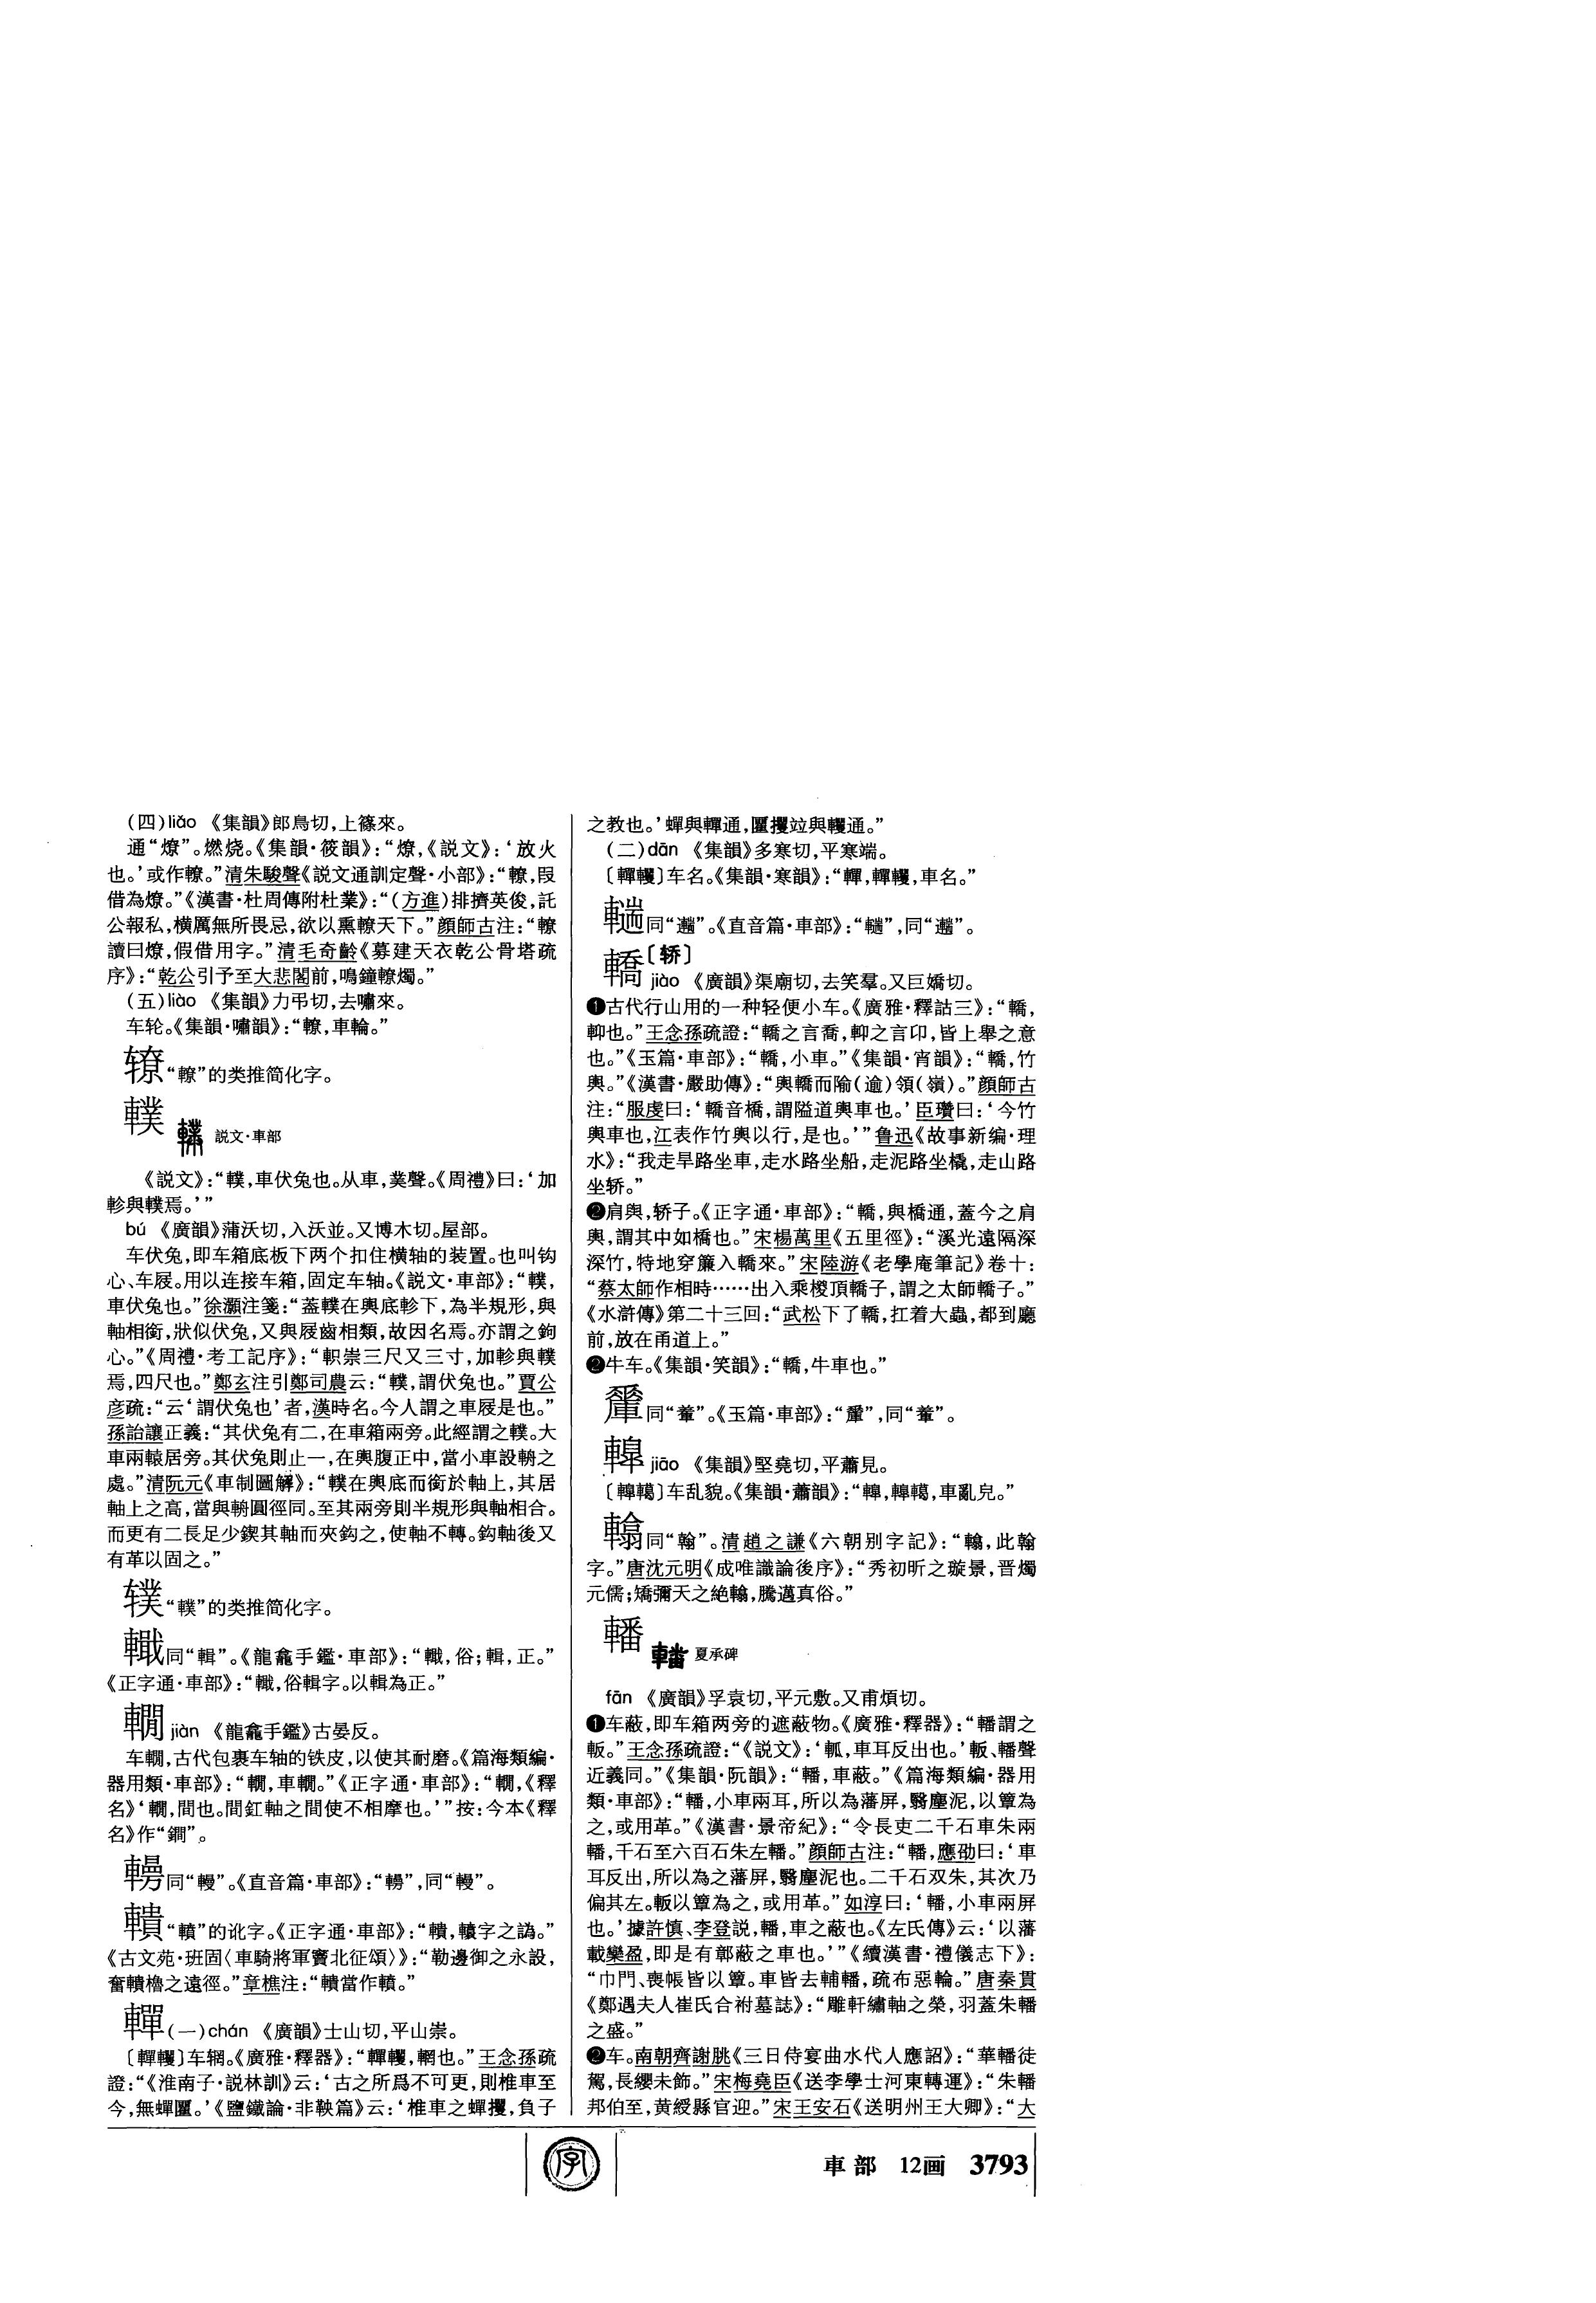 (四)liǎo 《集韻》郎鳥切,上篠來。
通“燎”。燃烧。《集韻·筱韻》:“燎,《説文》:‘放火
也。’或作轑。”清朱駿聲《説文通訓定聲·小部》:“轑,叚
借為燎。”《漢書·杜周傳附杜業》:“(方進)排擠英俊,託
公報私,横厲無所畏忌,欲以熏轑天下。”顔師古注:“轑
讀曰燎,假借用字。”清毛奇齡《募建天衣乾公骨塔疏
序》:“乾公引予至大悲閣前,鳴鐘轑燭。”
(五)liào 《集韻》力弔切,去嘯來。
车轮。《集韻·嘯韻》:“轑,車輪。”
“轑”的类推简化字。
轐 説文·車部
《説文》:“轐,車伏兔也。从車,菐聲。《周禮》曰:‘加
軫與轐焉。’”
bú 《廣韻》蒲沃切,入沃並。又博木切。屋部。
车伏兔,即车箱底板下两个扣住横轴的装置。也叫钩
心、车屐。用以连接车箱,固定车轴。《説文·車部》:“轐,
車伏兔也。”徐灝注箋:“蓋轐在輿底軫下,為半規形,與
軸相銜,狀似伏兔,又與屐齒相類,故因名焉。亦謂之鉤
心。”《周禮·考工記序》:“軹崇三尺又三寸,加軫與轐
焉,四尺也。”鄭玄注引鄭司農云:“轐,謂伏兔也。”賈公
彦疏:“云‘謂伏兔也’者,漢時名。今人謂之車屐是也。”
孫詒讓正義:“其伏兔有二,在車箱兩旁。此經謂之轐。大
車兩轅居旁。其伏兔則止一,在輿腹正中,當小車設軜之
處。”清阮元《車制圖解》:“轐在輿底而銜於軸上,其居
軸上之高,當與輈圓徑同。至其兩旁則半規形與軸相合。
而更有二長足少鍥其軸而夾鈎之,使軸不轉。鈎軸後又
有革以固之。”
“轐”的类推简化字。
同“輯”。《龍龕手鑑·車部》:“轍,俗;輯,正。”
《正字通·車部》:“俗輯字。以輯為正。”
轞 jiàn 《龍龕手鑑》古晏反。
车,古代包裹车轴的铁皮,以使其耐磨。《篇海類編·
器用類·車部》:“車。”《正字通·車部》:“《釋
名》‘間也。間釭軸之間使不相摩也。’”按:今本《釋
名》作“鐧”。
同“輹”。《直音篇·車部》:“同“輹”。
“轒”的讹字。《正字通·車部》:“轒字之譌。”
《古文苑·班固〈車騎將軍竇北征頌〉》:“勒邊御之永設,
奮櫓之遠徑。”章樵注:“當作轒。”
(一)chán 《廣韻》士山切,平山崇。
车辋。《廣雅·釋器》:“輞也。”王念孫疏
證:“《淮南子·説林訓》云:‘古之所爲不可更,則椎車至
今,無蟬匷。’《鹽鐵論·非鞅篇》云:‘椎車之蟬攫,負子
之教也。’蟬與通,匷攫竝與通。”
(二)dān 《集韻》多寒切,平寒端。
车名。《集韻·寒韻》:“車名。”
同“輲”。《直音篇·車部》:“同“”。
轎〔轿〕
jiào 《廣韻》渠廟切,去笑羣。又巨嬌切。
❶古代行山用的一种轻便小车。《廣雅·釋詁三》:“轎,
䡎也。”王念孫疏證:“轎之言喬,䡎之言卬,皆上舉之意
也。”《玉篇·車部》:“轎,小車。”《集韻·宵韻》:“轎,竹
輿。”《漢書·嚴助傳》:“輿轎而隃(逾)領(嶺)。”顔師古
注:“服虔曰:‘轎音橋,謂隘道輿車也。’臣瓚曰:‘今竹
輿車也,江表作竹輿以行,是也。’”鲁迅《故事新编·理
水》:“我走旱路坐車,走水路坐船,走泥路坐橇,走山路
坐轿。”
❷肩舆,轿子。《正字通·車部》:“轎,與橋通,蓋今之肩
輿,謂其中如橋也。”宋楊萬里《五里徑》:“溪光遠隔深
深竹,特地穿簾入轎來。”宋陸游《老學庵筆記》卷十:
“蔡太師作相時……出入乘椶頂轎子,謂之太師轎子。”
《水滸傳》第二十三回:“武松下了轎,扛着大蟲,都到廳
前,放在甬道上。”
❷牛车。《集韻·笑韻》:“轎,牛車也。”
同“輂”。《玉篇·車部》:“同“輂”。
jiāo 《集韻》堅堯切,平蕭見。
车乱貌。《集韻·蕭韻》:“車亂皃。”
同“翰”。清趙之謙《六朝别字記》:“此翰
字。”唐沈元明《成唯識論後序》:“秀初昕之璇景,晋燭
元儒;矯彌天之絶,騰邁真俗。”
轓 夏承碑
fān 《廣韻》孚袁切,平元敷。又甫煩切。
❶车蔽,即车箱两旁的遮蔽物。《廣雅·釋器》:“轓謂之
䡊。”王念孫疏證:“《説文》:‘車耳反出也。’䡊、轓聲
近義同。”《集韻·阮韻》:“轓,車蔽。”《篇海類編·器用
類·車部》:“轓,小車兩耳,所以為藩屏,翳塵泥,以簟為
之,或用革。”《漢書·景帝紀》:“令長吏二千石車朱兩
轓,千石至六百石朱左轓。”顔師古注:“轓,應劭曰:‘車
耳反出,所以為之藩屏,翳塵泥也。二千石双朱,其次乃
偏其左。䡊以簟為之,或用革。”如淳曰:‘轓,小車兩屏
也。’據許慎、李登説,轓,車之蔽也。《左氏傳》云:‘以藩
載欒盈,即是有鄣蔽之車也。’”《續漢書·禮儀志下》:
“巾門、喪帳皆以簟。車皆去輔轓,疏布惡輪。”唐秦貫
《鄭遇夫人崔氏合祔墓誌》:“雕軒繡軸之榮,羽蓋朱轓
之盛。”
❷车。南朝齊謝朓《三日侍宴曲水代人應詔》:“華轓徒
駕,長纓未飾。”宋梅堯臣《送李學士河東轉運》:“朱轓
邦伯至,黄綬縣官迎。”宋王安石《送明州王大卿》:“大
字
車部 12画 3793